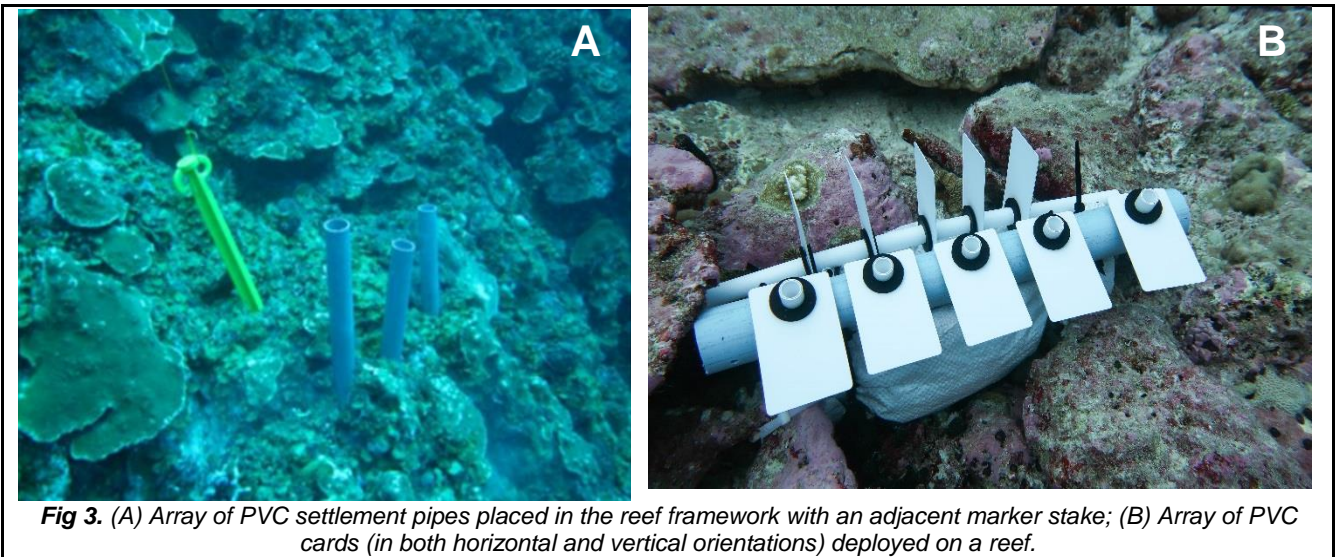 A
B
Fig 3. (A) Array of PVC settlement pipes placed in the reef framework with an adjacent marker stake; (B) Array of PVC
cards (in both horizontal and vertical orientations) deployed on a reef.